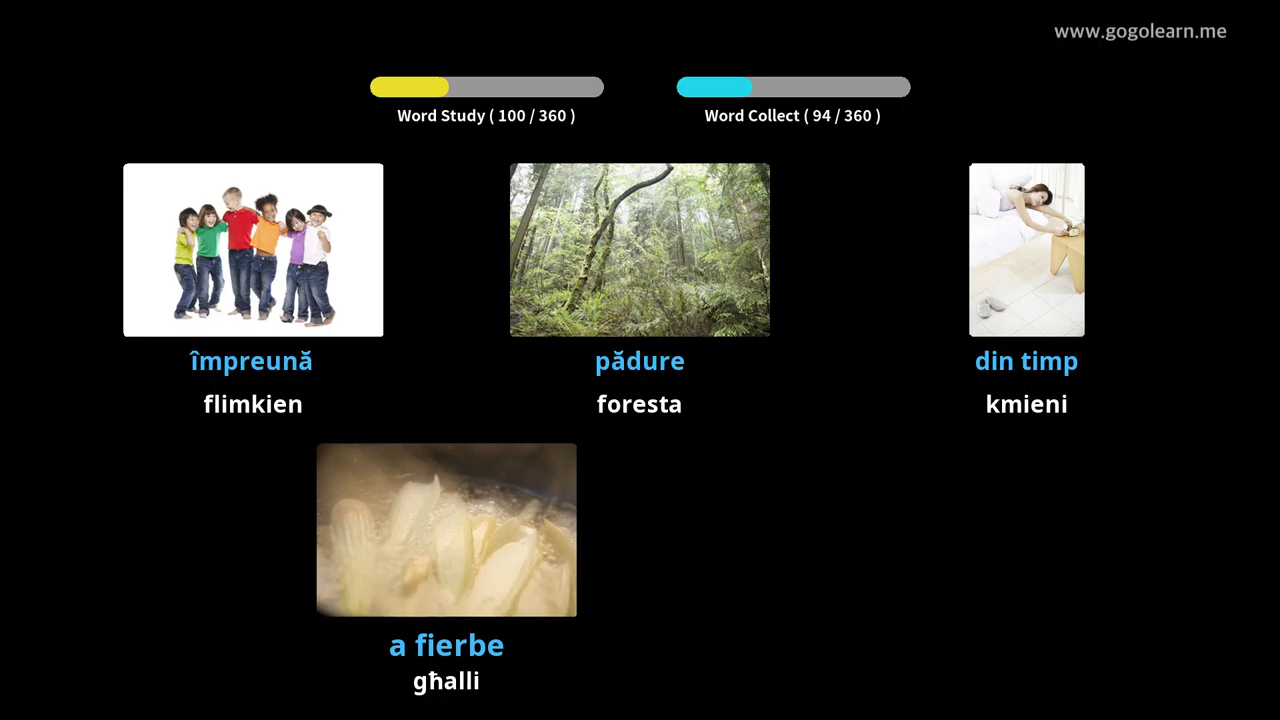 www.gogolearn.me
Word Study ( 100 / 360 )
Word Collect ( 94 / 360 )
împreună
pădure
din timp
flimkien
foresta
kmieni
a fierbe
għalli